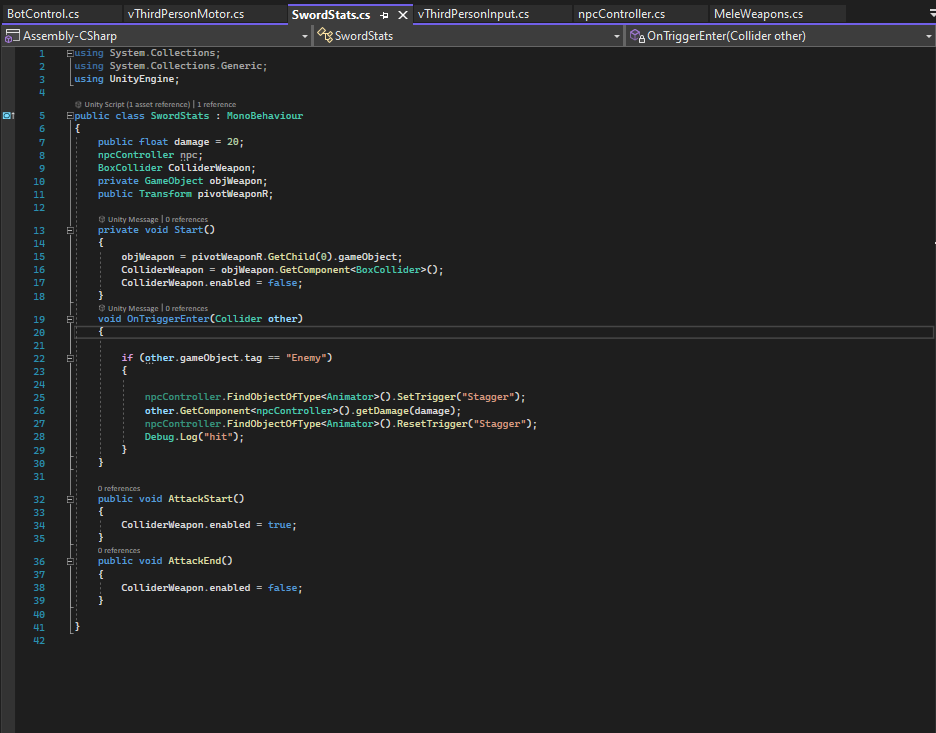 BotControl.cs vThirdPersonMotor.cs SwordStats.cs vThirdPersonInput.cs npcController.cs MeleWeapons.cs
Assembly-CSharp SwordStats OnTriggerEnter(Collider other)
1 using System.Collections;
2 using System.Collections.Generic;
3 using UnityEngine;
4
Unity Script (1 asset reference) | 1 reference
5 public class SwordStats : MonoBehaviour
6 {
7 public float damage = 20;
8 npcController npc;
9 BoxCollider ColliderWeapon;
10 private GameObject objWeapon;
11 public Transform pivotWeaponR;
12
Unity Message | 0 references
13 private void Start()
14 {
15 objWeapon = pivotWeaponR.GetChild(0).gameObject;
16 ColliderWeapon = objWeapon.GetComponent<BoxCollider>();
17 ColliderWeapon.enabled = false;
18 }
Unity Message | 0 references
19 void OnTriggerEnter(Collider other)
20 {
21
22 if (other.gameObject.tag == "Enemy")
23 {
24
25 npcController.FindObjectOfType<Animator>().SetTrigger("Stagger");
26 other.GetComponent<npcController>().getDamage(damage);
27 npcController.FindObjectOfType<Animator>().ResetTrigger("Stagger");
28 Debug.Log("hit");
29 }
30 }
31
0 references
32 public void AttackStart()
33 {
34 ColliderWeapon.enabled = true;
35 }
0 references
36 public void AttackEnd()
37 {
38 ColliderWeapon.enabled = false;
39 }
40
41 }
42